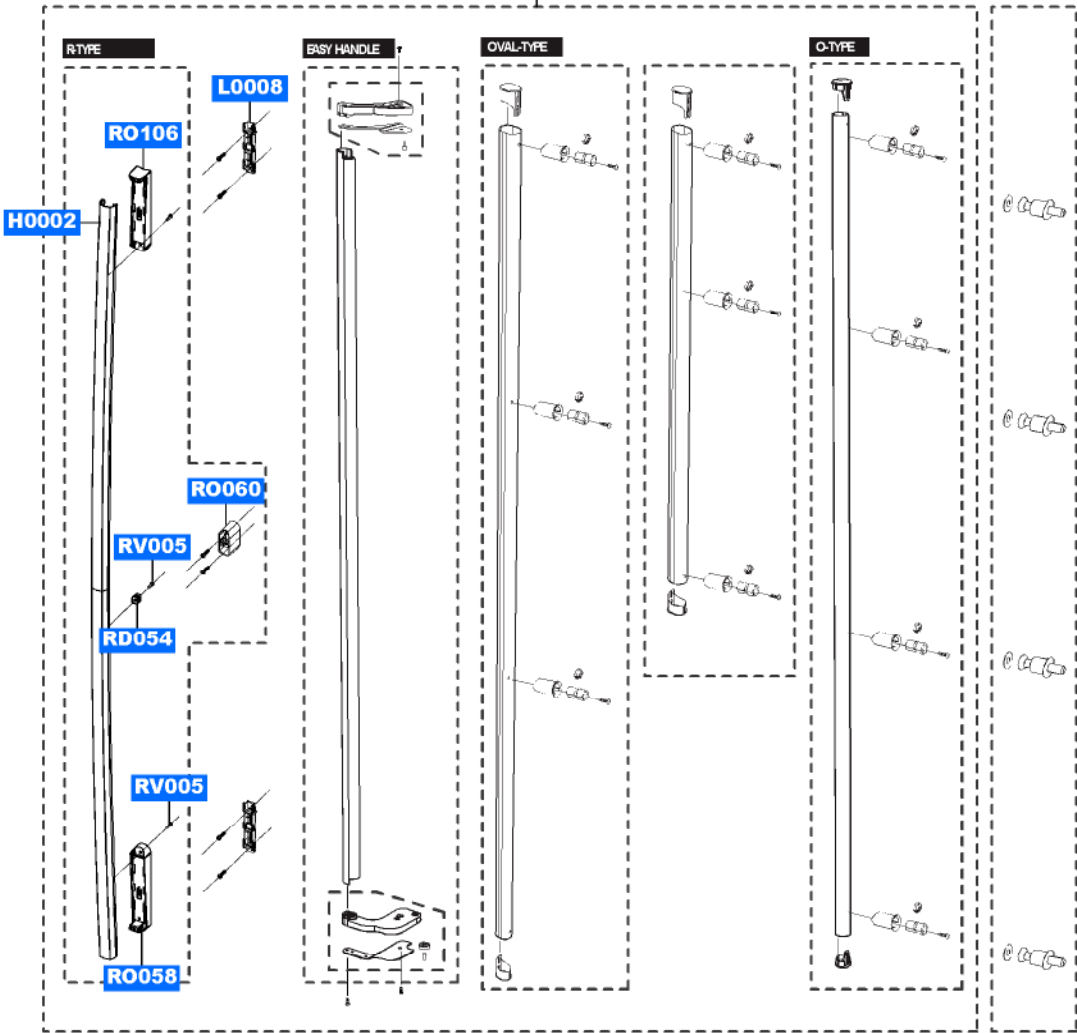 R-TYPE
EASY HANDLE
OVAL-TYPE
O-TYPE
L0008
RO106
H0002
RO060
RV005
RD054
RV005
RO058